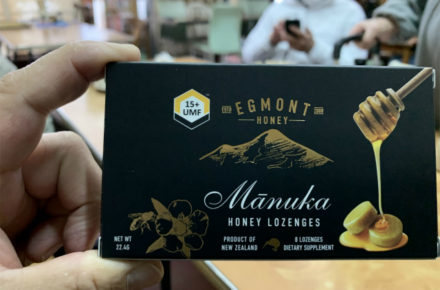 15+
UMF
EGMONT
HONEY
Mānuka
HONEY LOZENGES
NET WT
22.4G
PRODUCT OF
NEW ZEALAND
8 LOZENGES
DIETARY SUPPLEMENT